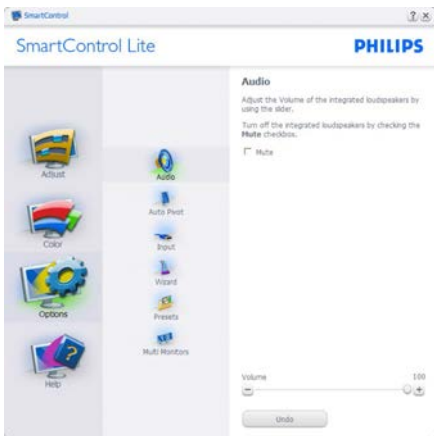 SmartControl
SmartControl Lite
PHILIPS
Adjust
Color
Options
Help
Audio
Auto Pivot
Input
Wizard
Presets
Multi Monitors
Audio
Adjust the Volume of the integrated loudspeakers by
using the slider.
Turn off the integrated loudspeakers by checking the
Mute checkbox.
Mute
Volume
100
Undo